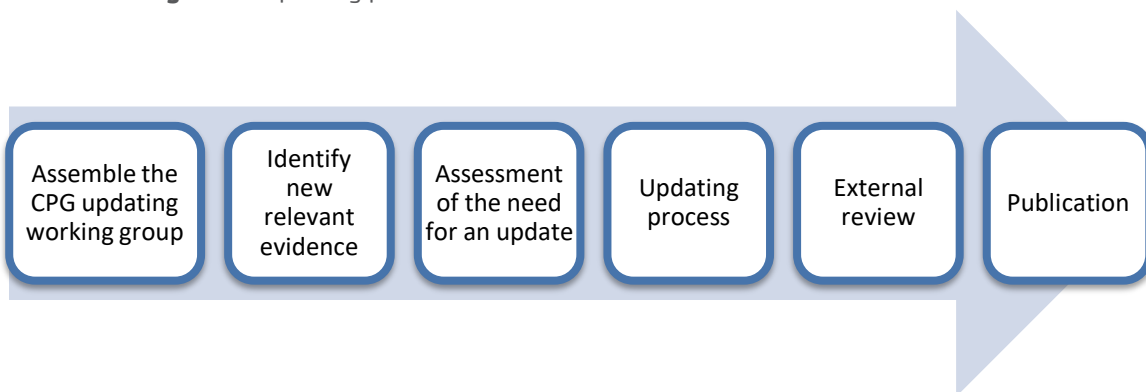 Assemble the
CPG updating
working group
Identify
new
relevant
evidence
Assessment
of the need
for an update
Updating
process
External
review
Publication